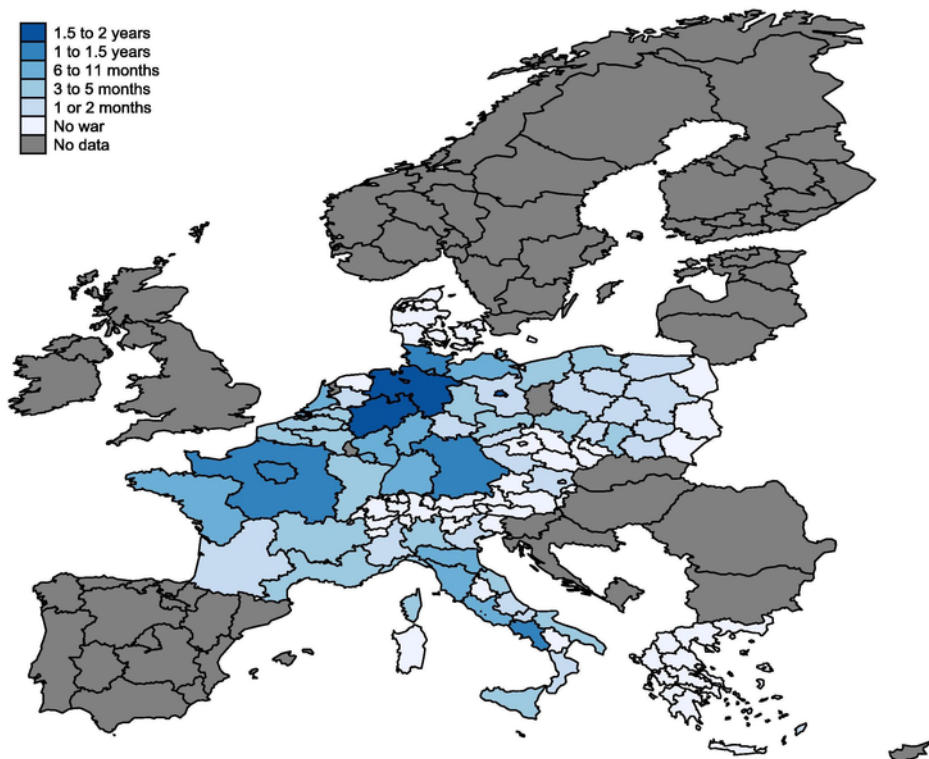 1.5 to 2 years
1 to 1.5 years
6 to 11 months
3 to 5 months
1 or 2 months
No war
No data